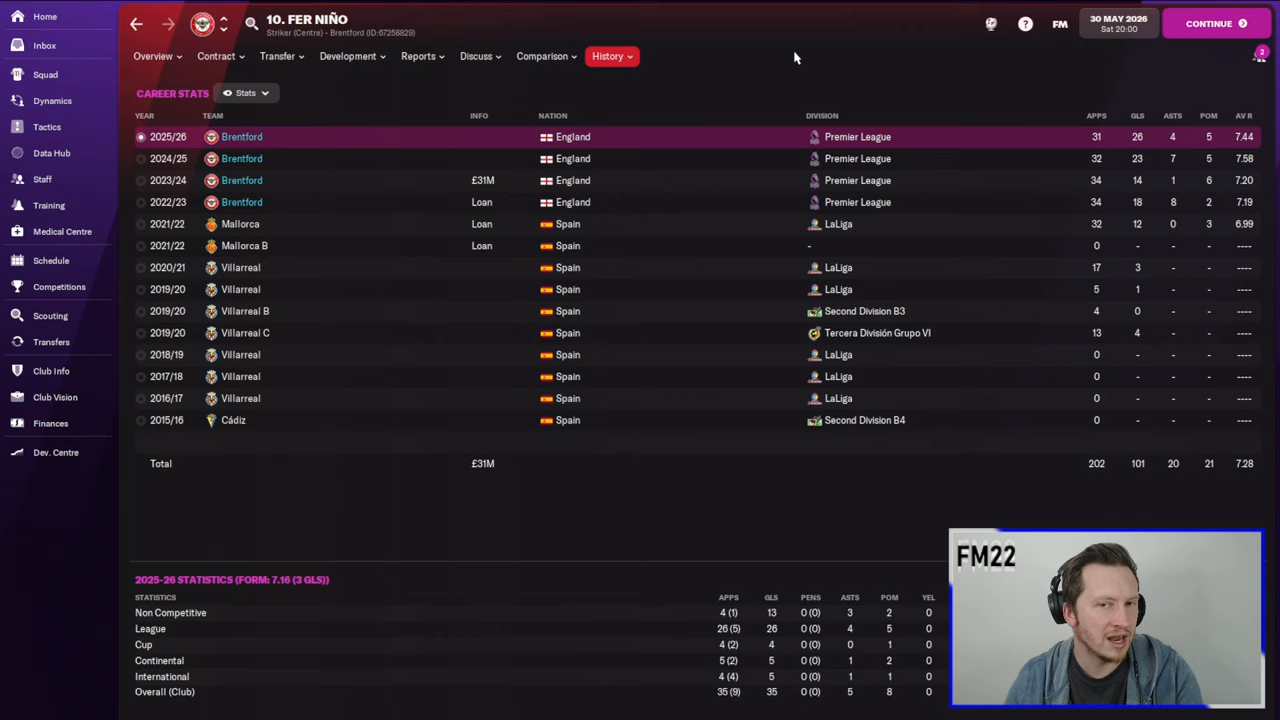 Home
Inbox
Squad
Dynamics
Tactics
Data Hub
Staff
Training
Medical Centre
Schedule
Competitions
Scouting
Transfers
Club Info
Club Vision
Finances
Dev. Centre
10. FER NIÑO
Striker (Centre) - Brentford (ID:67258829)
FM
30 MAY 2026
Sat 20:00
CONTINUE
2
Overview Contract Transfer Development Reports Discuss Comparison History
CAREER STATS Stats
YEAR TEAM INFO NATION DIVISION APPS GLS ASTS POM AV R
2025/26 Brentford England Premier League 31 26 4 5 7.44
2024/25 Brentford England Premier League 32 23 7 5 7.58
2023/24 Brentford £31M England Premier League 34 14 1 6 7.20
2022/23 Brentford Loan England Premier League 34 18 8 2 7.19
2021/22 Mallorca Loan Spain LaLiga 32 12 0 3 6.99
2021/22 Mallorca B Loan Spain - 0 - - - ----
2020/21 Villarreal Spain LaLiga 17 3 - - ----
2019/20 Villarreal Spain LaLiga 5 1 - - ----
2019/20 Villarreal B Spain Second Division B3 4 0 - - ----
2019/20 Villarreal C Spain Tercera División Grupo VI 13 4 - - ----
2018/19 Villarreal Spain LaLiga 0 - - - ----
2017/18 Villarreal Spain LaLiga 0 - - - ----
2016/17 Villarreal Spain LaLiga 0 - - - ----
2015/16 Cádiz Spain Second Division B4 0 - - - ----
Total £31M 202 101 20 21 7.28
2025-26 STATISTICS (FORM: 7.16 (3 GLS))
STATISTICS APPS GLS PENS ASTS POM YEL
Non Competitive 4 (1) 13 0 (0) 3 2 0
League 26 (5) 26 0 (0) 4 5 0
Cup 4 (2) 4 0 (0) 0 1 0
Continental 5 (2) 5 0 (0) 1 2 0
International 4 (4) 5 0 (0) 1 1 0
Overall (Club) 35 (9) 35 0 (0) 5 8 0
FM22